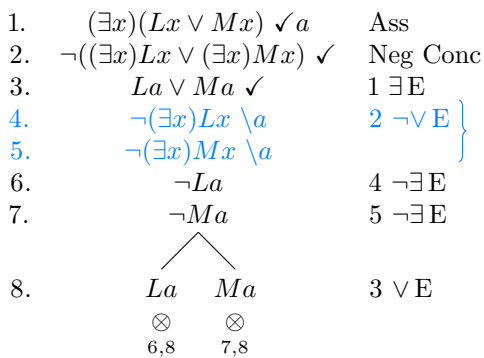 1. (∃x)(Lx ∨ Mx) ✓a Ass
2. ¬((∃x)Lx ∨ (∃x)Mx) ✓ Neg Conc
3. La ∨ Ma ✓ 1 ∃E
4. ¬(∃x)Lx \a 2 ¬∨E
5. ¬(∃x)Mx \a
6. ¬La 4 ¬∃E
7. ¬Ma 5 ¬∃E
8. La Ma 3 ∨E
⊗ ⊗
6,8 7,8